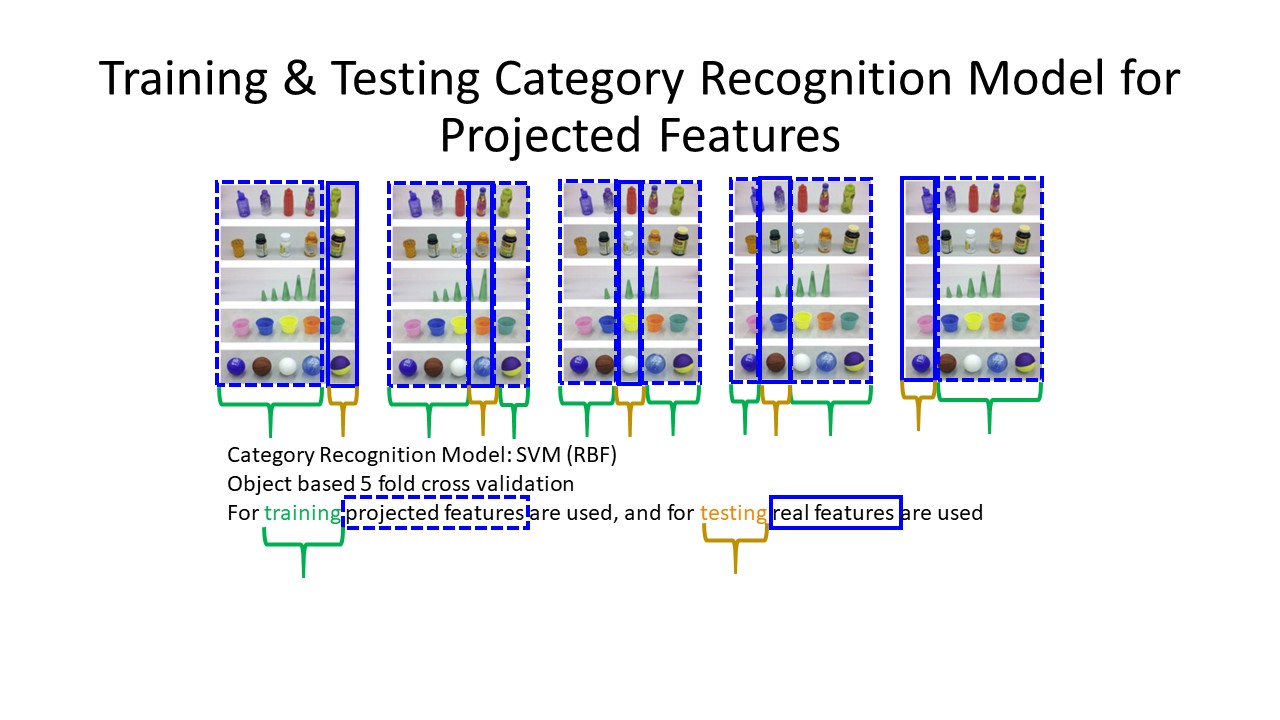 Training & Testing Category Recognition Model for
Projected Features
Category Recognition Model: SVM (RBF)
Object based 5 fold cross validation
For training projected features are used, and for testing real features are used